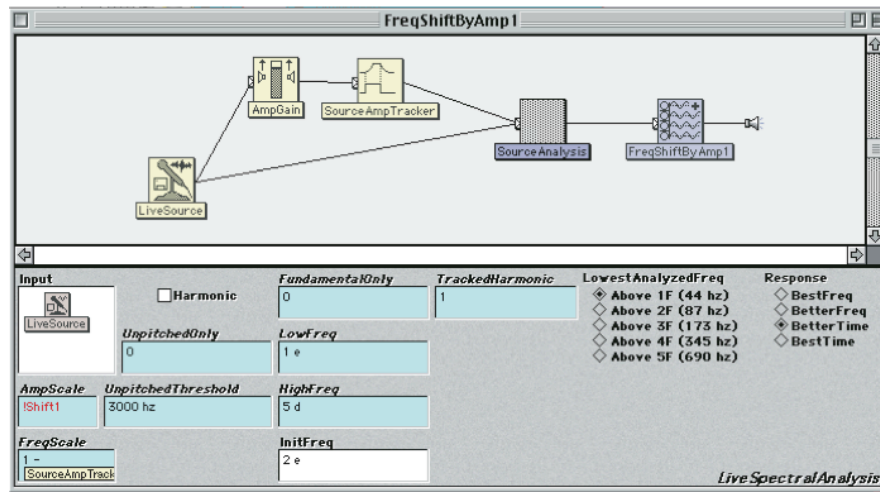 FreqShiftByAmp1
AmpGain
SourceAmpTracker
SourceAnalysis
FreqShiftByAmp1
LiveSource
Input
LiveSource
Harmonic
FundamentalOnly
0
TrackedHarmonic
1
LowestAnalyzedFreq
Above 1F (44 hz)
Above 2F (87 hz)
Above 3F (173 hz)
Above 4F (345 hz)
Above 5F (690 hz)
Response
BestFreq
BetterFreq
BetterTime
BestTime
UnpitchedOnly
0
LowFreq
1 e
AmpScale
!Shift1
UnpitchedThreshold
3000 hz
HighFreq
5 d
FreqScale
1 -
SourceAmpTrack
InitFreq
2 e
LiveSpectralAnalysis